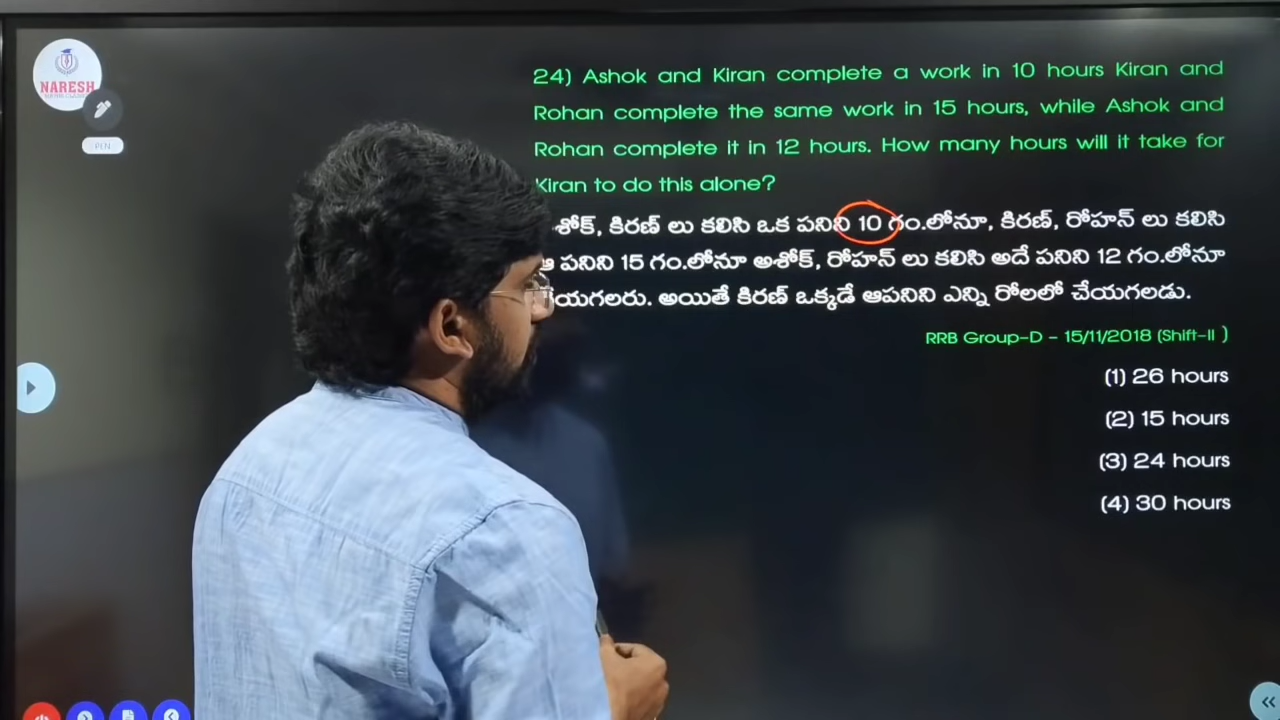 NARESH
PEN
24) Ashok and Kiran complete a work in 10 hours Kiran and
Rohan complete the same work in 15 hours, while Ashok and
Rohan complete it in 12 hours. How many hours will it take for
Kiran to do this alone?
కిరణ్ లు కలిసి ఒక పనిని 10 గం.లోనూ, కిరణ్, రోహన్ లు కలిసి
ఆ పనిని 15 గం.లోనూ అశోక్, రోహన్ లు కలిసి అదే పనిని 12 గం.లోనూ
అయితే కిరణ్ ఒక్కడే ఆపనిని ఎన్ని రోలలో చేయగలడు.
RRB Group-D - 15/11/2018 (Shift-II )
(1) 26 hours
(2) 15 hours
(3) 24 hours
(4) 30 hours